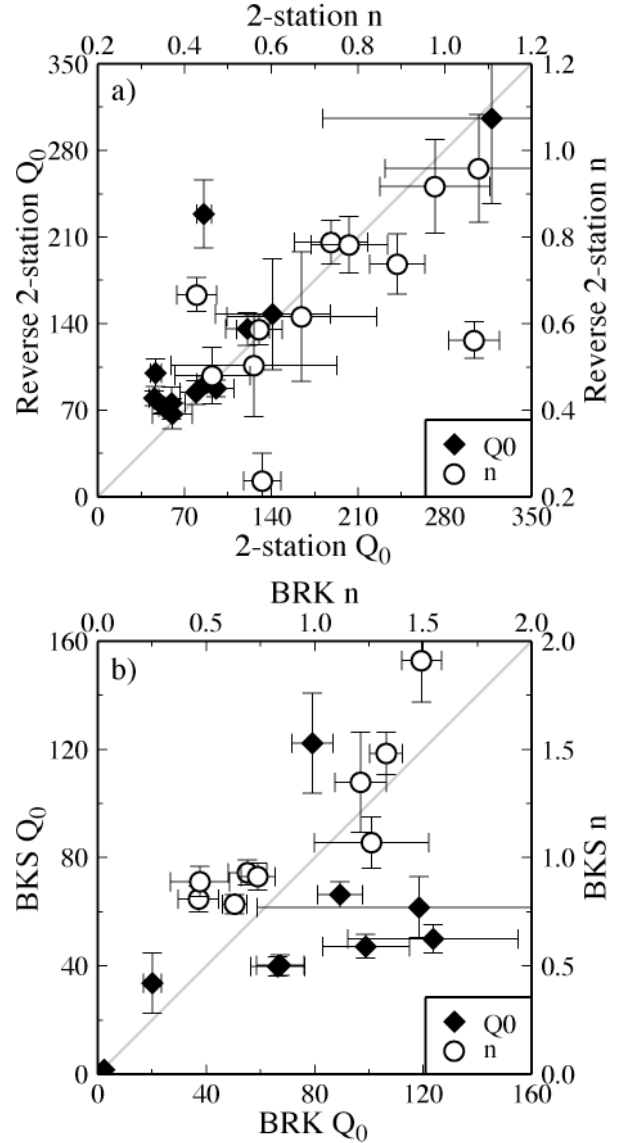 2-station n
0.2 0.4 0.6 0.8 1.0 1.2
a)
350
280
210
140
70
0
Reverse 2-station Q0
1.2
1.0
0.8
0.6
0.4
0.2
Reverse 2-station n
Q0
n
0 70 140 210 280 350
2-station Q0
BRK n
0.0 0.5 1.0 1.5 2.0
b)
160
120
80
40
0
BKS Q0
2.0
1.5
1.0
0.5
0.0
BKS n
Q0
n
40 80 120 160
BRK Q0